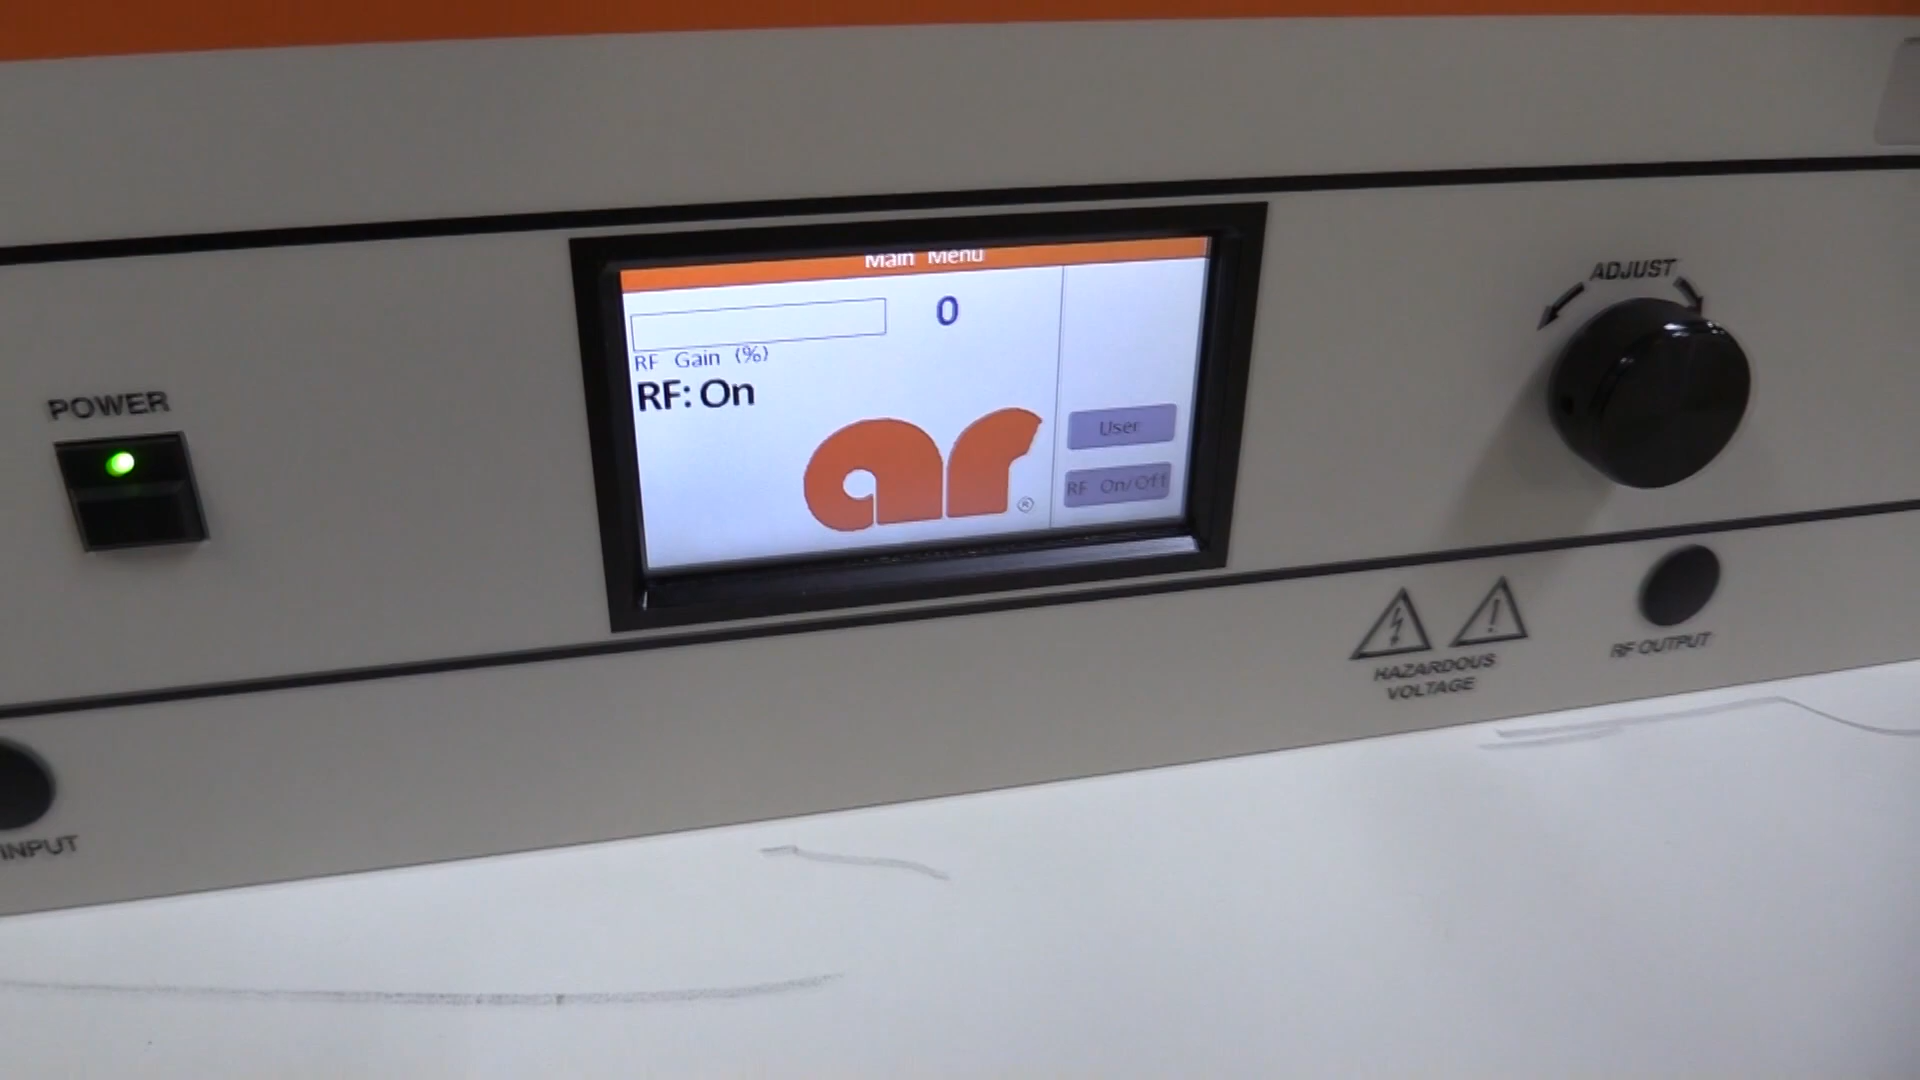 Main Menu
0
RF Gain (%)
RF: On
ar®
User
RF On/Off
ADJUST
POWER
HAZARDOUS
VOLTAGE
RF OUTPUT
INPUT